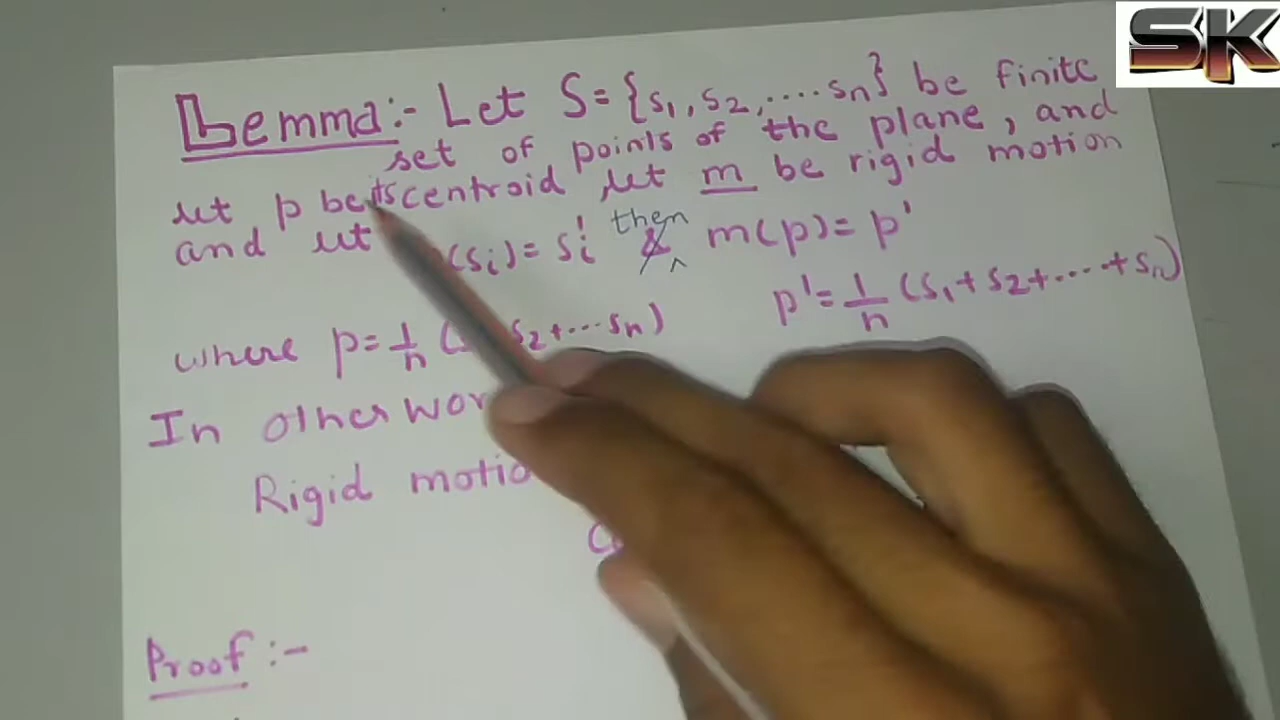 SK
Lemma:- Let S={s1, s2, ....sn} be finite
set of points of the plane, and
let p be its centroid, let m be rigid motion
and let (si)= si' then m(p)= p'
where p= 1/n ( s2+...sn) p'= 1/n (s1+s2+....+sn)
In other
Rigid
Proof:-